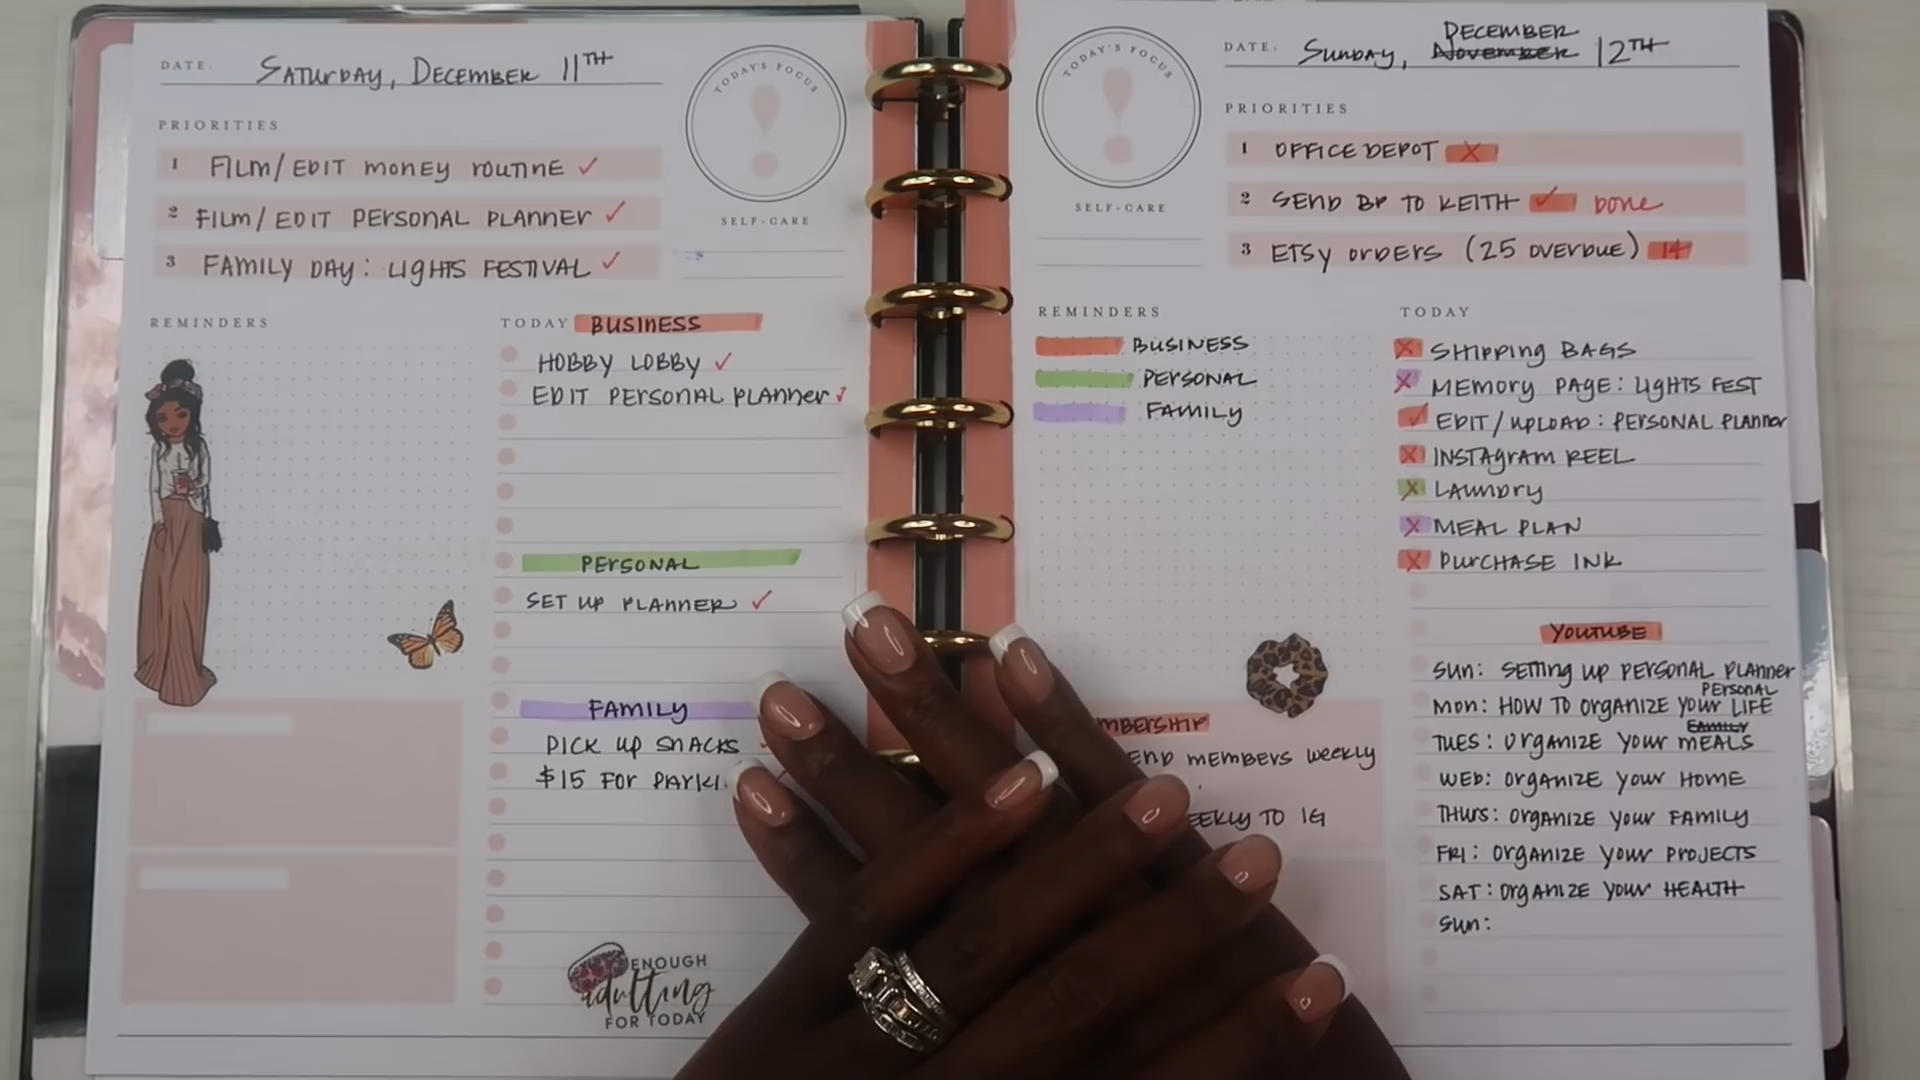 DATE: SATURDAY, DECEMBER 11TH
TODAY'S FOCUS
PRIORITIES
1 FILM/EDIT MONEY ROUTINE ✓
2 FILM/EDIT PERSONAL PLANNER ✓
3 FAMILY DAY: LIGHTS FESTIVAL ✓
SELF-CARE
REMINDERS
TODAY BUSINESS
HOBBY LOBBY ✓
EDIT PERSONAL PLANNER ✓
PERSONAL
SET UP PLANNER ✓
FAMILY
PICK UP SNACKS
$15 FOR
ENOUGH
adulting
FOR TODAY
TODAY'S FOCUS
SELF-CARE
DECEMBER
DATE: SUNDAY, NOVEMBER 12TH
PRIORITIES
1 OFFICE DEPOT X
2 SEND BP TO KEITH ✓ DONE
3 ETSY ORDERS (25 OVERDUE) 14
REMINDERS
BUSINESS
PERSONAL
FAMILY
MEMBERS WEEKLY
TO IG
TODAY
X SHIPPING BAGS
X MEMORY PAGE: LIGHTS FEST
✓ EDIT/UPLOAD: PERSONAL PLANNER
X INSTAGRAM REEL
X LAUNDRY
X MEAL PLAN
X PURCHASE INK
YOUTUBE
SUN: SETTING UP PERSONAL PLANNER
PERSONAL
MON: HOW TO ORGANIZE YOUR LIFE
FAMILY
TUES: ORGANIZE YOUR MEALS
WED: ORGANIZE YOUR HOME
THURS: ORGANIZE YOUR FAMILY
FRI: ORGANIZE YOUR PROJECTS
SAT: ORGANIZE YOUR HEALTH
SUN: